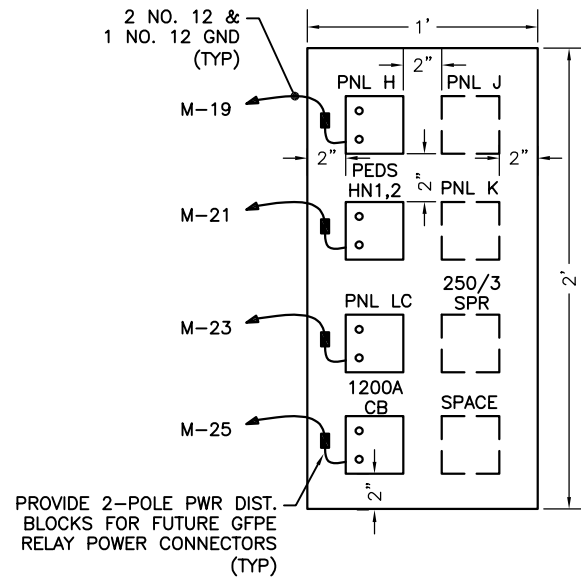 2 NO. 12 &
1 NO. 12 GND
(TYP)
1'
PNL H
2"
PNL J
M-19
2"
2"
PEDS
HN1,2
2"
PNL K
M-21
2'
250/3
SPR
PNL LC
M-23
1200A
CB
SPACE
M-25
2"
PROVIDE 2-POLE PWR DIST.
BLOCKS FOR FUTURE GFPE
RELAY POWER CONNECTORS
(TYP)